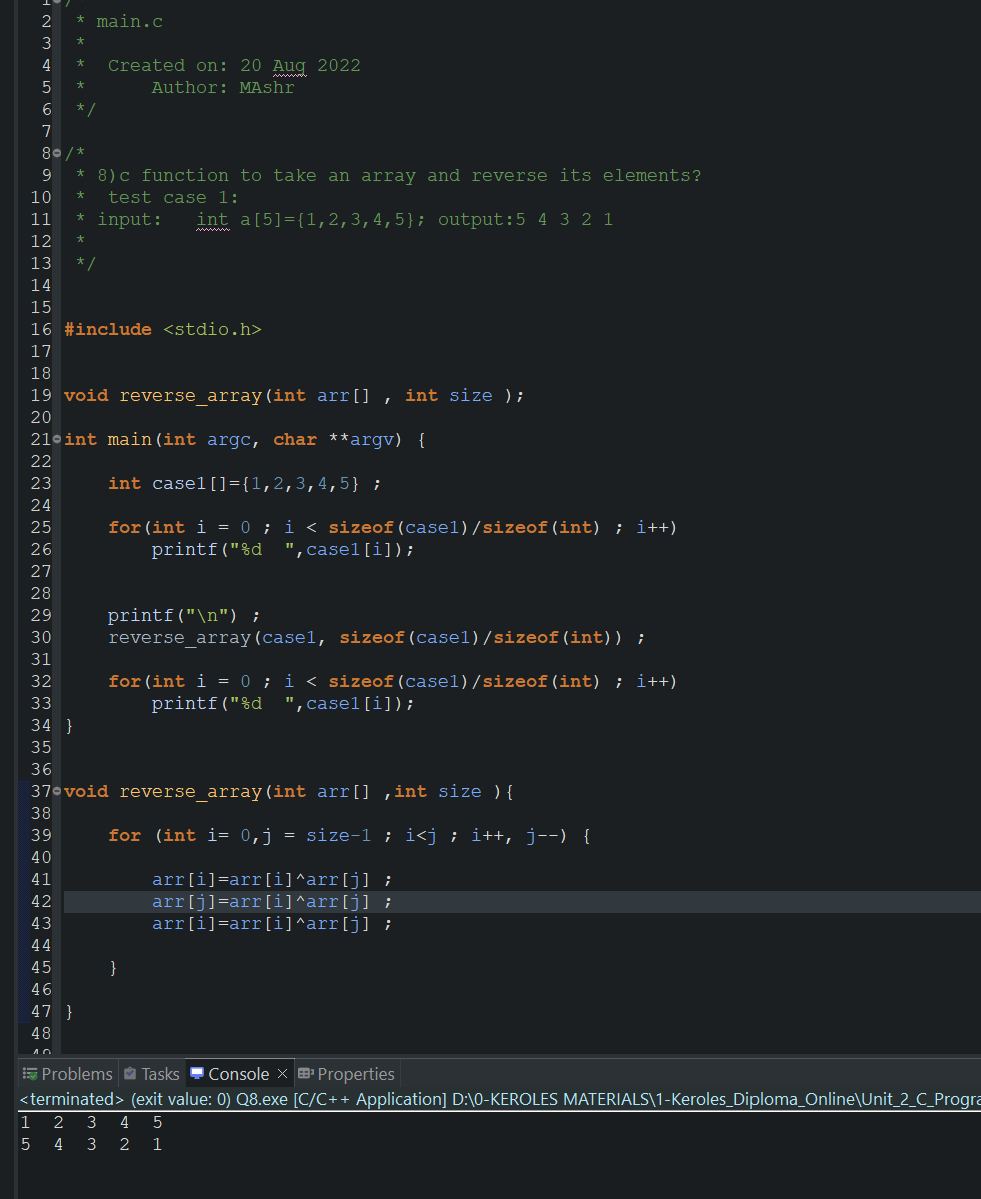 1 /*
2 * main.c
3 *
4 * Created on: 20 Aug 2022
5 * Author: MAshr
6 */
7
8 /*
9 * 8)c function to take an array and reverse its elements?
10 * test case 1:
11 * input: int a[5]={1,2,3,4,5}; output:5 4 3 2 1
12 *
13 */
14
15
16 #include <stdio.h>
17
18
19 void reverse_array(int arr[] , int size );
20
21 int main(int argc, char **argv) {
22
23 int case1[]={1,2,3,4,5} ;
24
25 for(int i = 0 ; i < sizeof(case1)/sizeof(int) ; i++)
26 printf("%d  ",case1[i]);
27
28
29 printf("\n") ;
30 reverse_array(case1, sizeof(case1)/sizeof(int)) ;
31
32 for(int i = 0 ; i < sizeof(case1)/sizeof(int) ; i++)
33 printf("%d  ",case1[i]);
34 }
35
36
37 void reverse_array(int arr[] ,int size ){
38
39 for (int i= 0,j = size-1 ; i<j ; i++, j--) {
40
41 arr[i]=arr[i]^arr[j] ;
42 arr[j]=arr[i]^arr[j] ;
43 arr[i]=arr[i]^arr[j] ;
44
45 }
46
47 }
48
49
Problems Tasks Console Properties
<terminated> (exit value: 0) Q8.exe [C/C++ Application] D:\0-KEROLES MATERIALS\1-Keroles_Diploma_Online\Unit_2_C_Progra
1 2 3 4 5
5 4 3 2 1